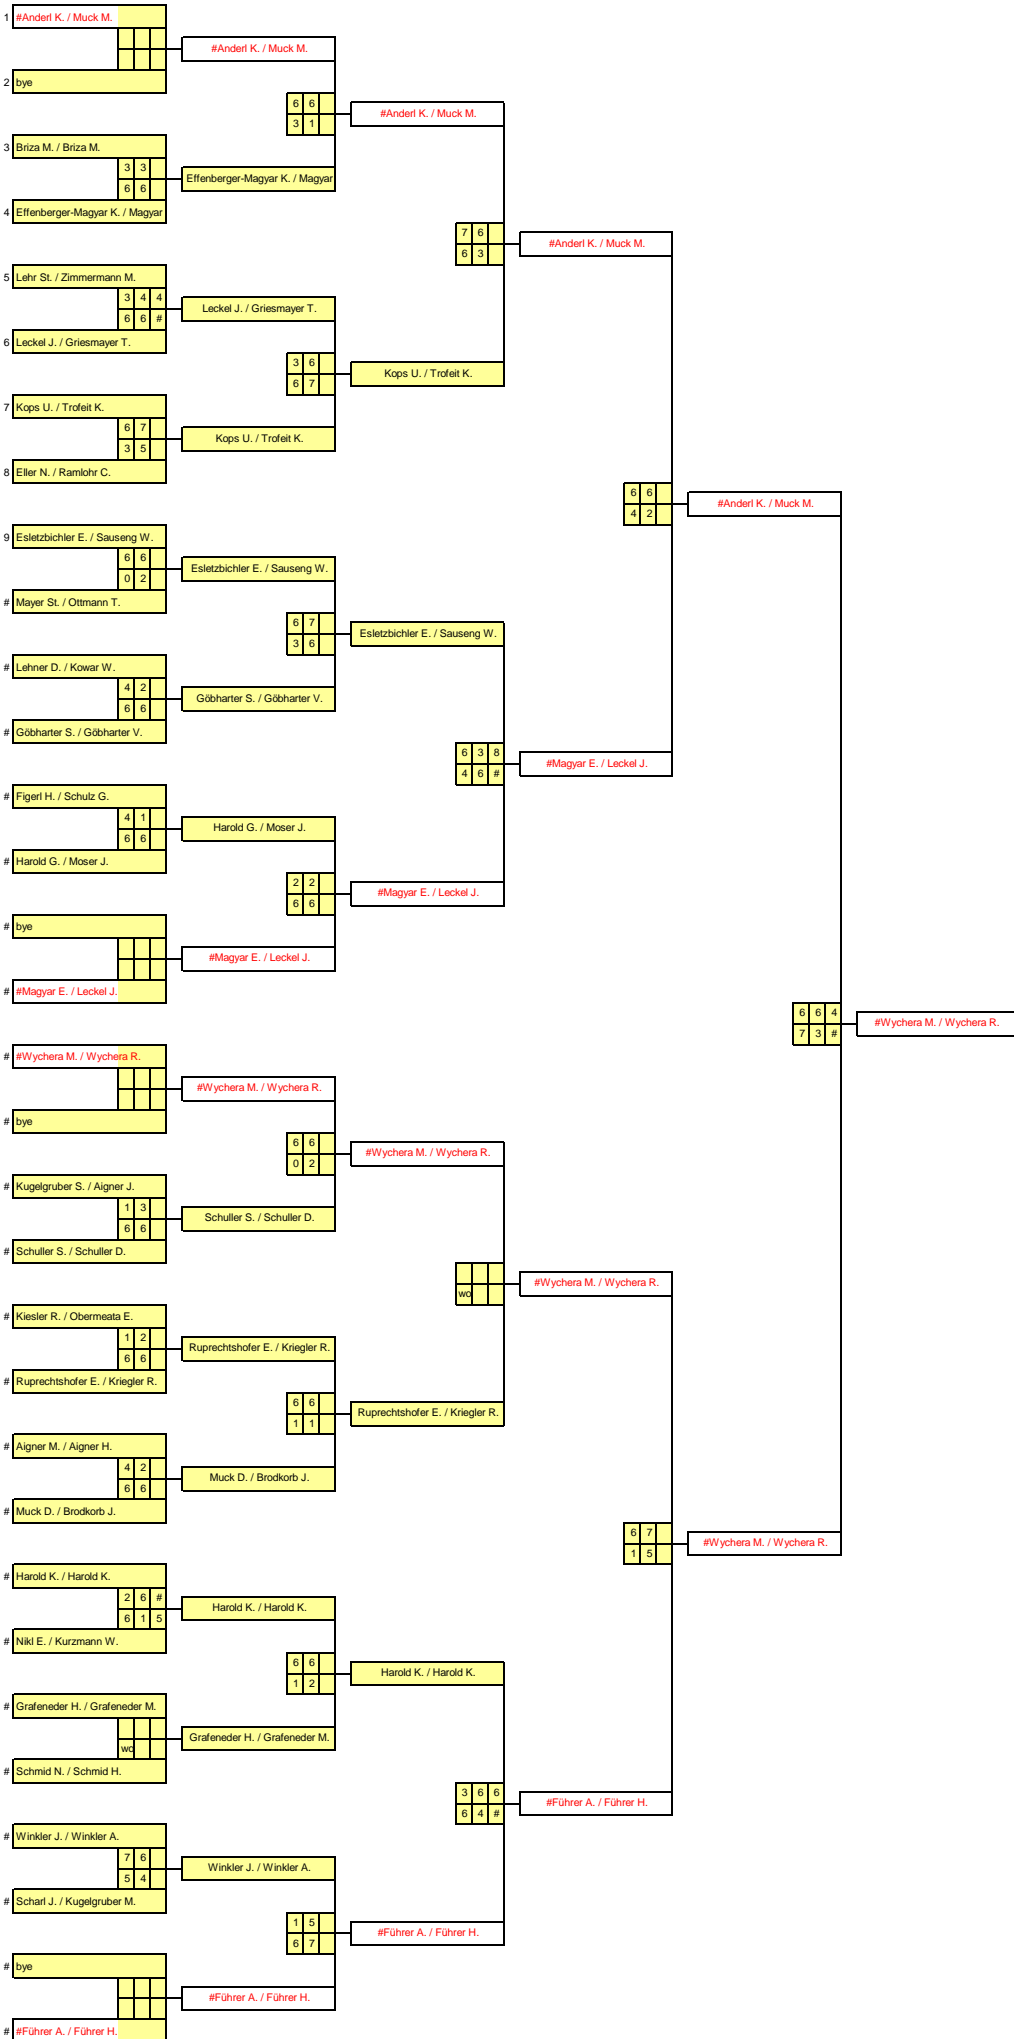 1 #Anderl K. / Muck M.
#Anderl K. / Muck M.
2 bye
6 6
3 1
#Anderl K. / Muck M.
3 Briza M. / Briza M.
3 3
6 6
Effenberger-Magyar K. / Magyar
4 Effenberger-Magyar K. / Magyar
7 6
6 3
#Anderl K. / Muck M.
5 Lehr St. / Zimmermann M.
3 4 4
6 6 #
Leckel J. / Griesmayer T.
6 Leckel J. / Griesmayer T.
3 6
6 7
Kops U. / Trofeit K.
7 Kops U. / Trofeit K.
6 7
3 5
Kops U. / Trofeit K.
8 Eller N. / Ramlohr C.
6 6
4 2
#Anderl K. / Muck M.
9 Esletzbichler E. / Sauseng W.
6 6
0 2
Esletzbichler E. / Sauseng W.
# Mayer St. / Ottmann T.
6 7
3 6
Esletzbichler E. / Sauseng W.
# Lehner D. / Kowar W.
4 2
6 6
Göbharter S. / Göbharter V.
# Göbharter S. / Göbharter V.
6 3 8
4 6 #
#Magyar E. / Leckel J.
# Figerl H. / Schulz G.
4 1
6 6
Harold G. / Moser J.
# Harold G. / Moser J.
2 2
6 6
#Magyar E. / Leckel J.
# bye
#Magyar E. / Leckel J.
# #Magyar E. / Leckel J.
6 6 4
7 3 #
#Wychera M. / Wychera R.
# #Wychera M. / Wychera R.
#Wychera M. / Wychera R.
# bye
6 6
0 2
#Wychera M. / Wychera R.
# Kugelgruber S. / Aigner J.
1 3
6 6
Schuller S. / Schuller D.
# Schuller S. / Schuller D.
wo
#Wychera M. / Wychera R.
# Kiesler R. / Obermeata E.
1 2
6 6
Ruprechtshofer E. / Kriegler R.
# Ruprechtshofer E. / Kriegler R.
6 6
1 1
Ruprechtshofer E. / Kriegler R.
# Aigner M. / Aigner H.
4 2
6 6
Muck D. / Brodkorb J.
# Muck D. / Brodkorb J.
6 7
1 5
#Wychera M. / Wychera R.
# Harold K. / Harold K.
2 6 #
6 1 5
Harold K. / Harold K.
# Nikl E. / Kurzmann W.
6 6
1 2
Harold K. / Harold K.
# Grafeneder H. / Grafeneder M.
wo
Grafeneder H. / Grafeneder M.
# Schmid N. / Schmid H.
3 6 6
6 4 #
#Führer A. / Führer H.
# Winkler J. / Winkler A.
7 6
5 4
Winkler J. / Winkler A.
# Scharl J. / Kugelgruber M.
1 5
6 7
#Führer A. / Führer H.
# bye
#Führer A. / Führer H.
# #Führer A. / Führer H.